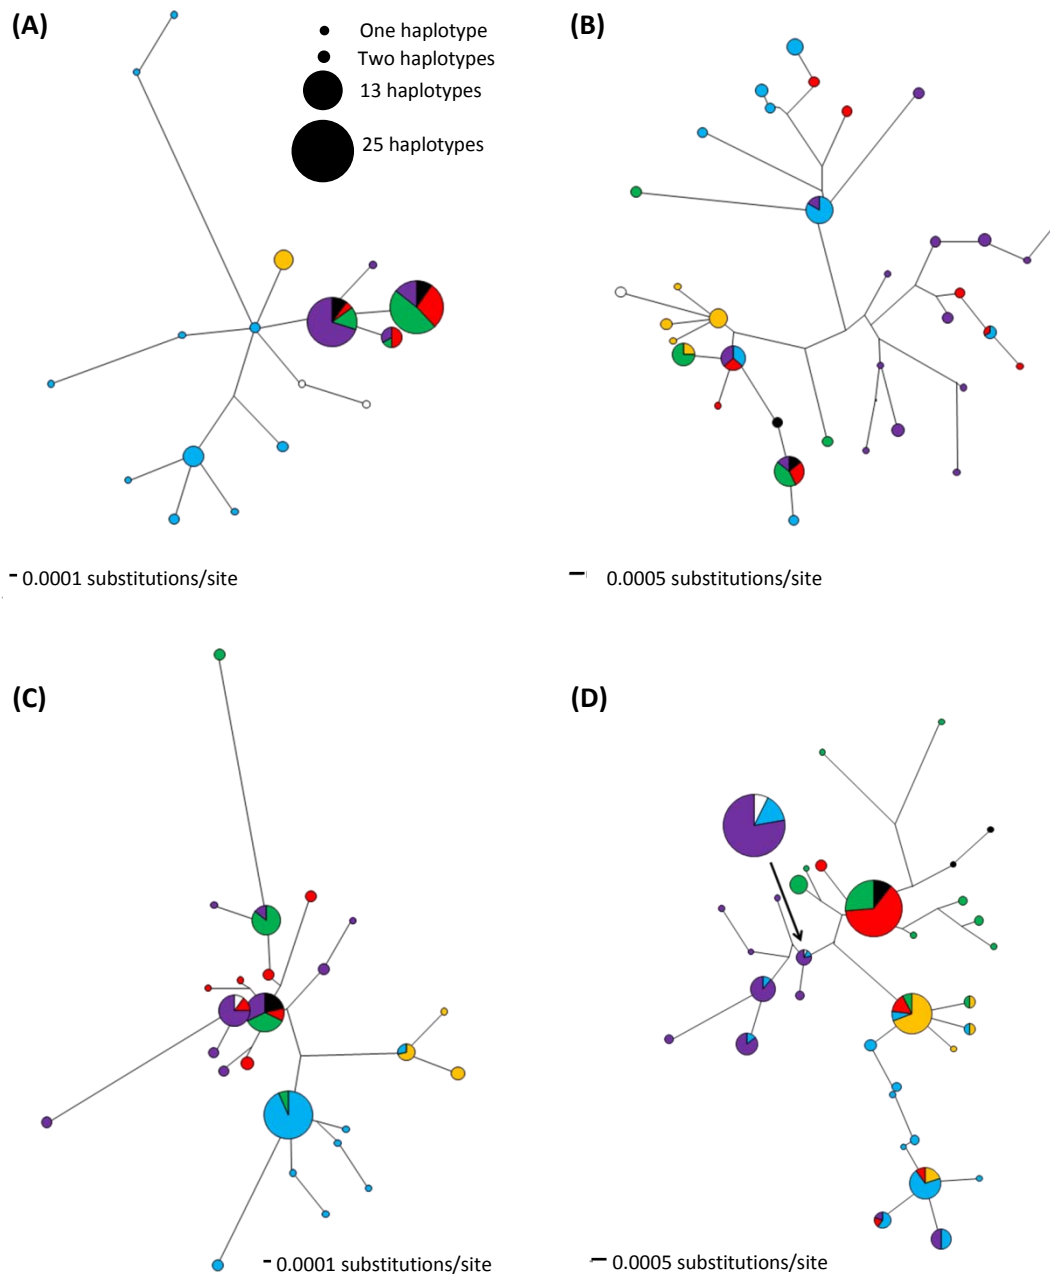 (A)
One haplotype
Two haplotypes
13 haplotypes
25 haplotypes
0.0001 substitutions/site
(B)
0.0005 substitutions/site
(C)
0.0001 substitutions/site
(D)
0.0005 substitutions/site